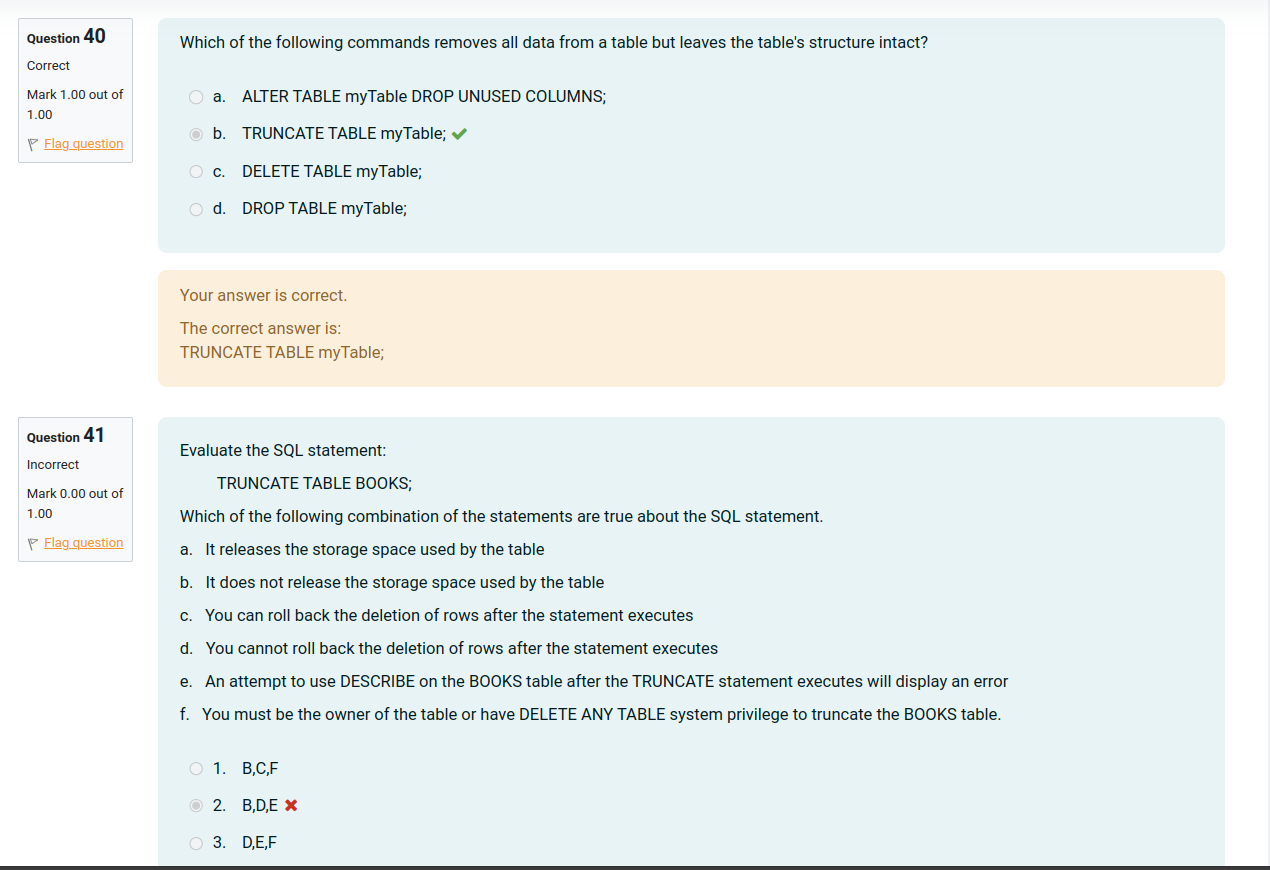 Question 40
Correct
Mark 1.00 out of
1.00
Flag question
Which of the following commands removes all data from a table but leaves the table's structure intact?
a. ALTER TABLE myTable DROP UNUSED COLUMNS;
b. TRUNCATE TABLE myTable;
c. DELETE TABLE myTable;
d. DROP TABLE myTable;
Your answer is correct.
The correct answer is:
TRUNCATE TABLE myTable;
Question 41
Incorrect
Mark 0.00 out of
1.00
Flag question
Evaluate the SQL statement:
TRUNCATE TABLE BOOKS;
Which of the following combination of the statements are true about the SQL statement.
a. It releases the storage space used by the table
b. It does not release the storage space used by the table
c. You can roll back the deletion of rows after the statement executes
d. You cannot roll back the deletion of rows after the statement executes
e. An attempt to use DESCRIBE on the BOOKS table after the TRUNCATE statement executes will display an error
f. You must be the owner of the table or have DELETE ANY TABLE system privilege to truncate the BOOKS table.
1. B,C,F
2. B,D,E
3. D,E,F